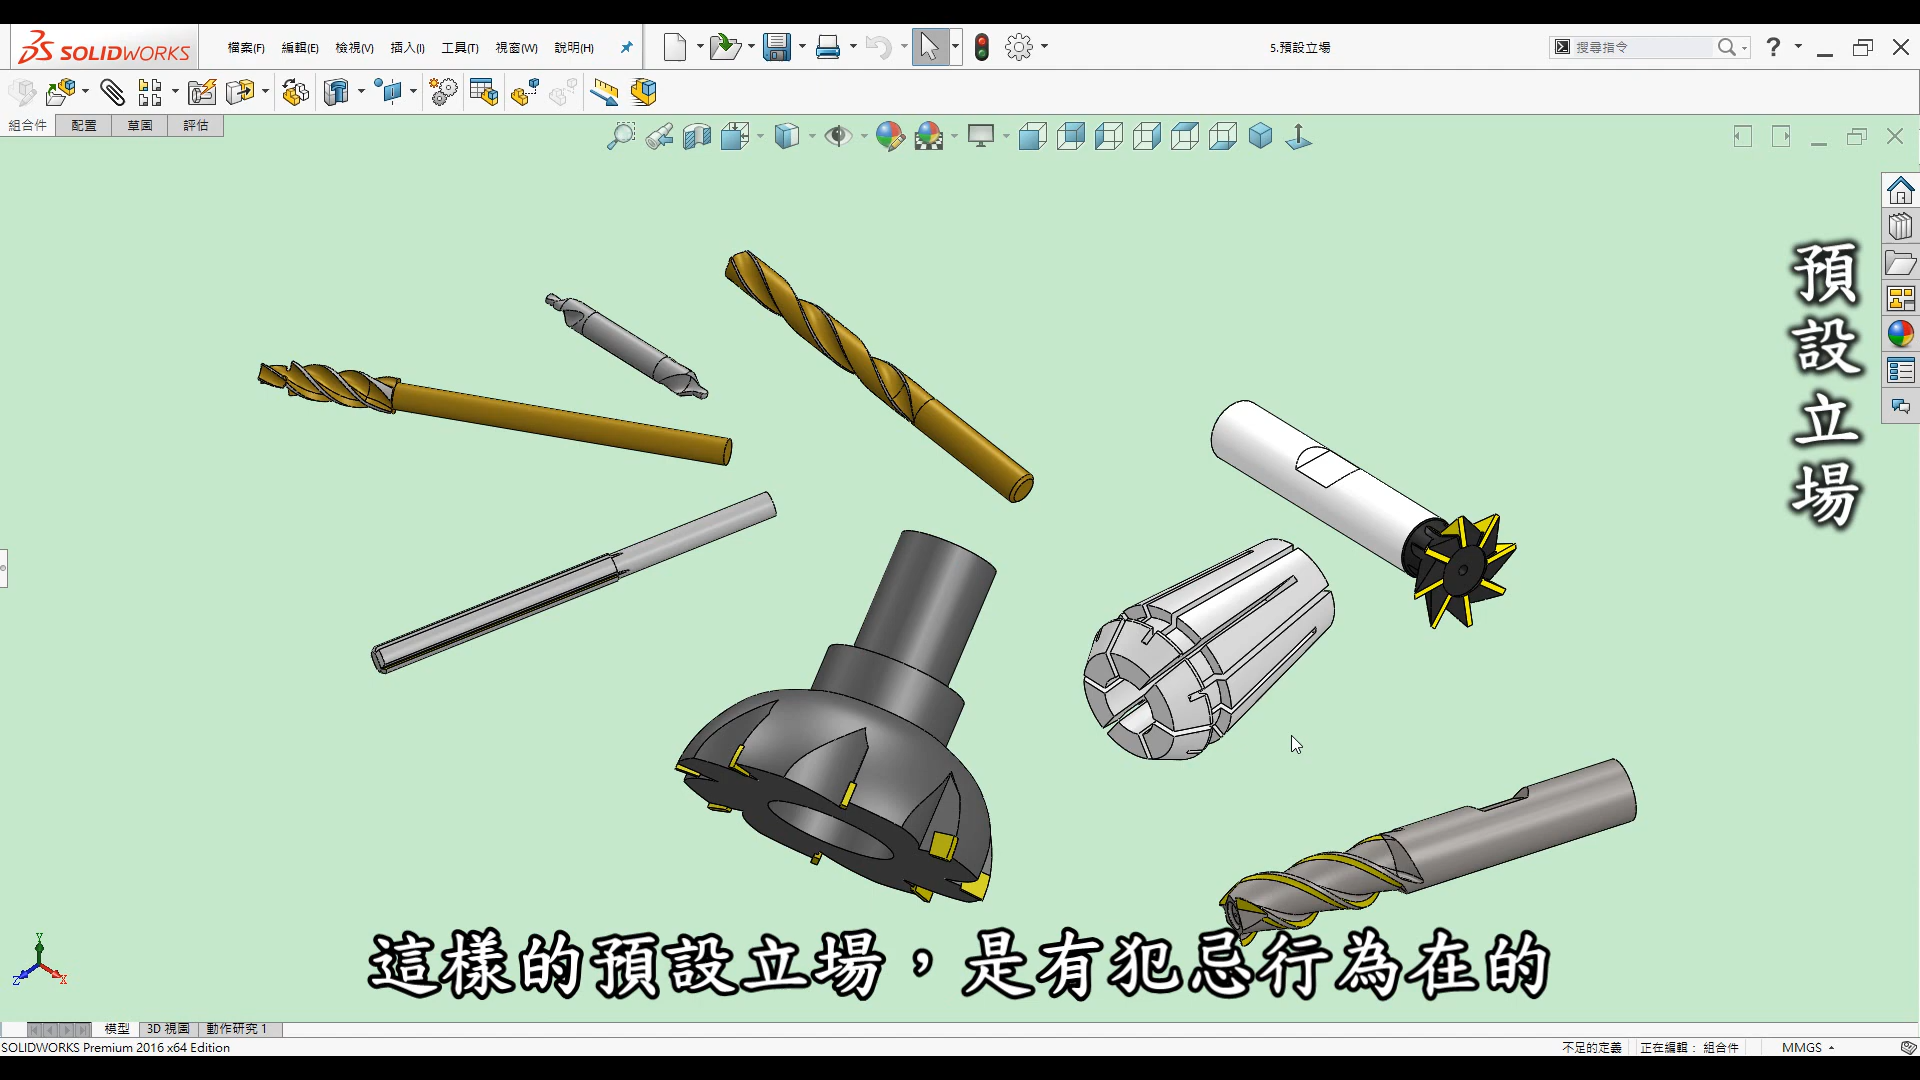 SOLIDWORKS
檔案(F) 編輯(E) 檢視(V) 插入(I) 工具(T) 視窗(W) 說明(H)
5.預設立場
搜尋指令
組合件 配置 草圖 評估
預設立場
這樣的預設立場，是有犯忌行為在的
Y
Z
X
模型 3D 視圖 動作研究 1
SOLIDWORKS Premium 2016 x64 Edition
不足的定義 正在編輯： 組合件 MMGS